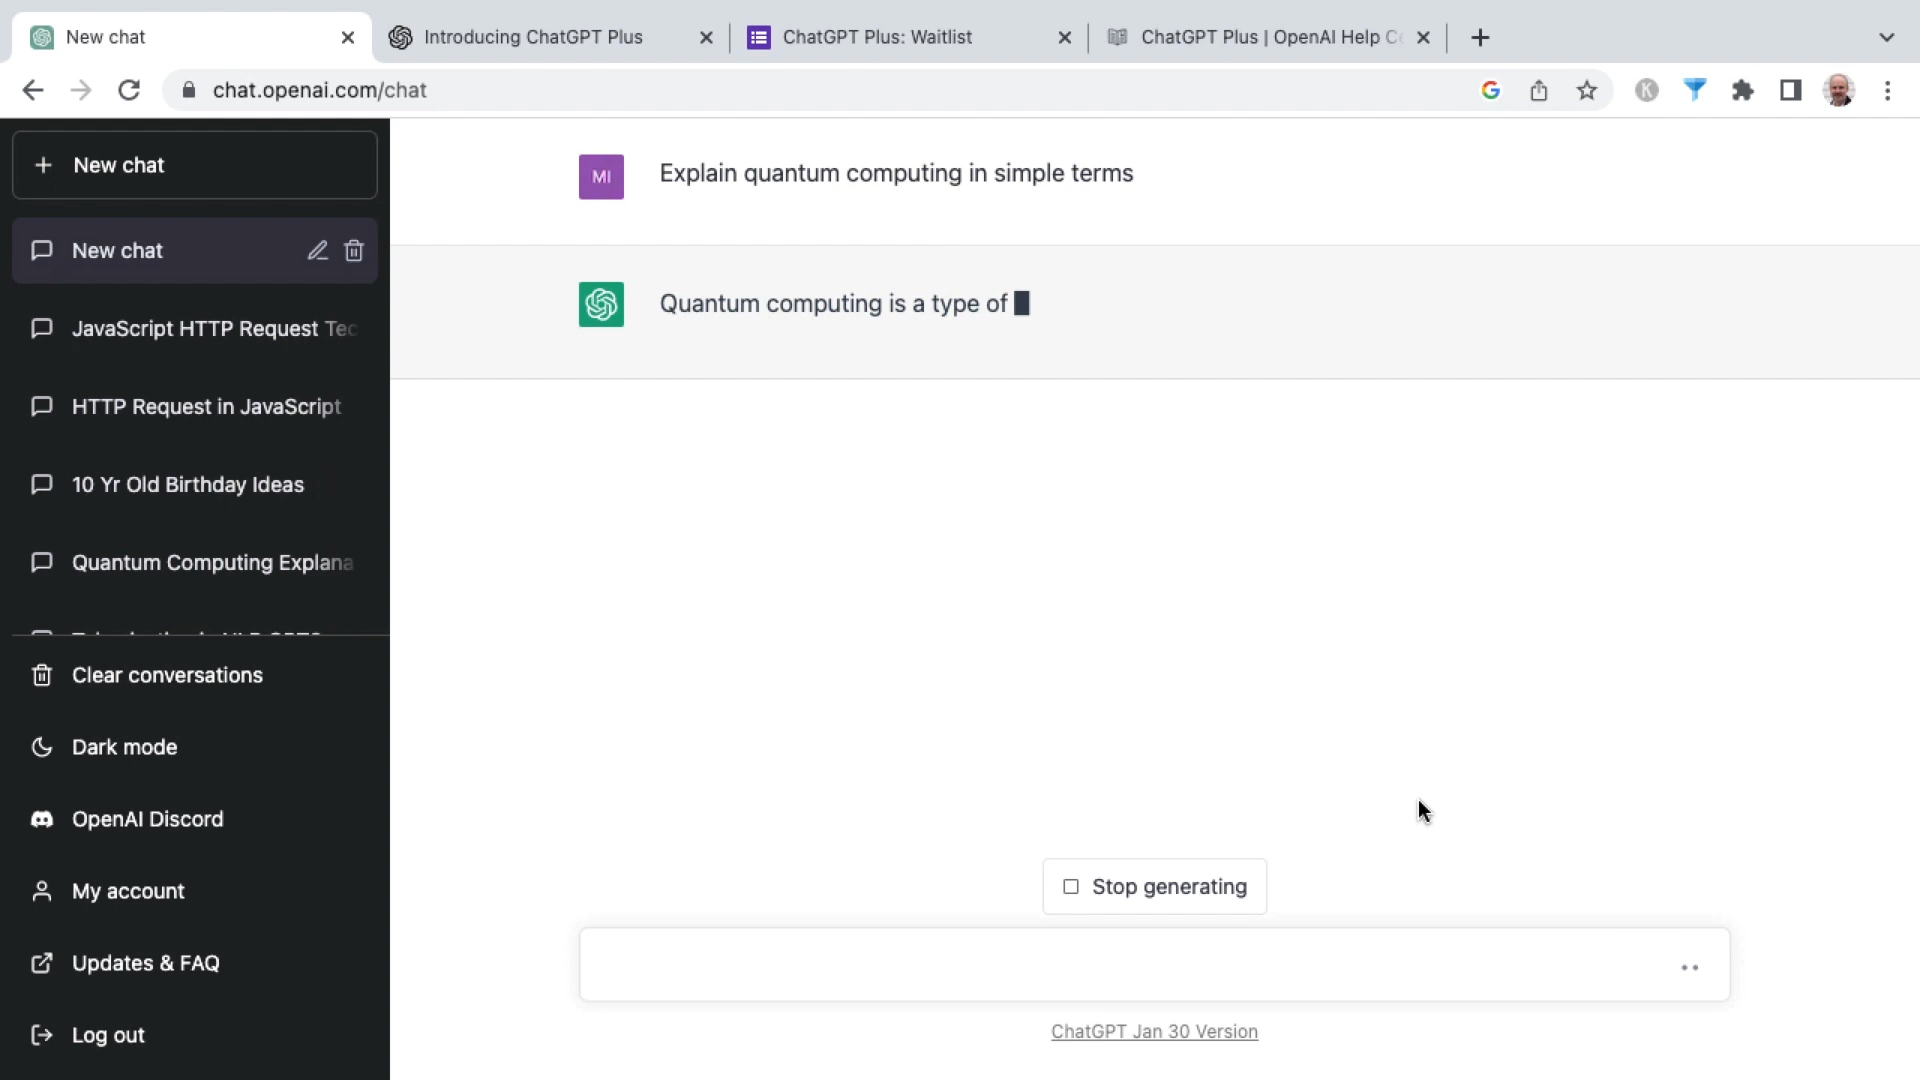 New chat
Introducing ChatGPT Plus
ChatGPT Plus: Waitlist
ChatGPT Plus | OpenAI Help Ce
chat.openai.com/chat
K
New chat
New chat
JavaScript HTTP Request Tec
HTTP Request in JavaScript
10 Yr Old Birthday Ideas
Quantum Computing Explana
Clear conversations
Dark mode
OpenAI Discord
My account
Updates & FAQ
Log out
MI
Explain quantum computing in simple terms
Quantum computing is a type of
Stop generating
ChatGPT Jan 30 Version